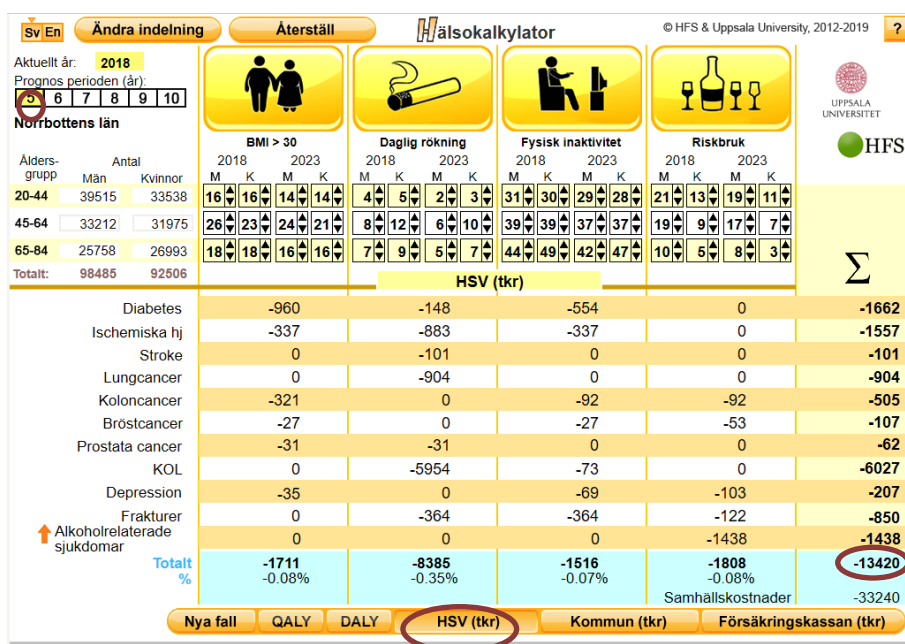 Sv En Ändra indelning Återställ Hälsokalkylator © HFS & Uppsala University, 2012-2019 ?
Aktuellt år: 2018
Prognos perioden (år):
5 6 7 8 9 10
Norrbottens län
UPPSALA
UNIVERSITET
HFS
BMI > 30 Daglig rökning Fysisk inaktivitet Riskbruk
Ålders- Antal 2018 2023 2018 2023 2018 2023 2018 2023
grupp Män Kvinnor M K M K M K M K M K M K M K M K
20-44 39515 33538 16 16 14 14 4 5 2 3 31 30 29 28 21 13 19 11
45-64 33212 31975 26 23 24 21 8 12 6 10 39 39 37 37 19 9 17 7
65-84 25758 26993 18 18 16 16 7 9 5 7 44 49 42 47 10 5 8 3
Totalt: 98485 92506 Σ
HSV (tkr)
Diabetes -960 -148 -554 0 -1662
Ischemiska hj -337 -883 -337 0 -1557
Stroke 0 -101 0 0 -101
Lungcancer 0 -904 0 0 -904
Koloncancer -321 0 -92 -92 -505
Bröstcancer -27 0 -27 -53 -107
Prostata cancer -31 -31 0 0 -62
KOL 0 -5954 -73 0 -6027
Depression -35 0 -69 -103 -207
Frakturer 0 -364 -364 -122 -850
Alkoholrelaterade
sjukdomar 0 0 0 -1438 -1438
Totalt -1711 -8385 -1516 -1808 -13420
% -0.08% -0.35% -0.07% -0.08%
Samhällskostnader -33240
Nya fall QALY DALY HSV (tkr) Kommun (tkr) Försäkringskassan (tkr)